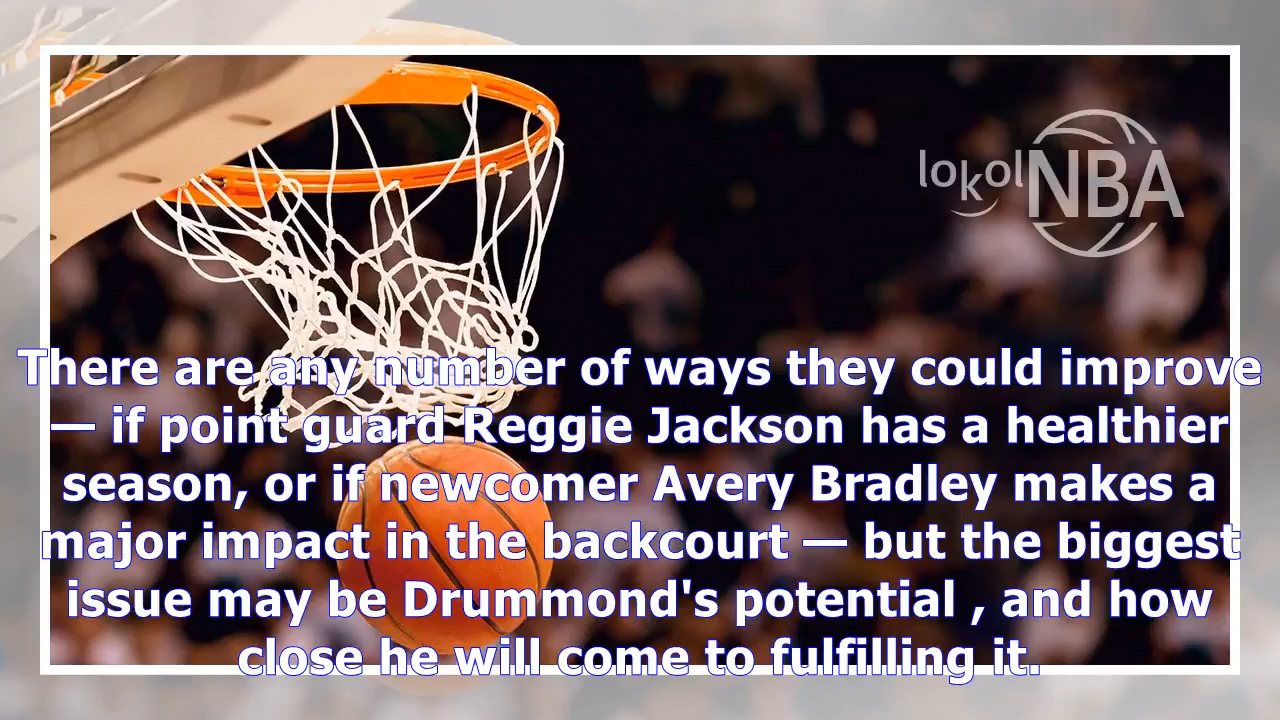 lokol NBA
There are any number of ways they could improve
— if point guard Reggie Jackson has a healthier
season, or if newcomer Avery Bradley makes a
major impact in the backcourt — but the biggest
issue may be Drummond's potential , and how
close he will come to fulfilling it.